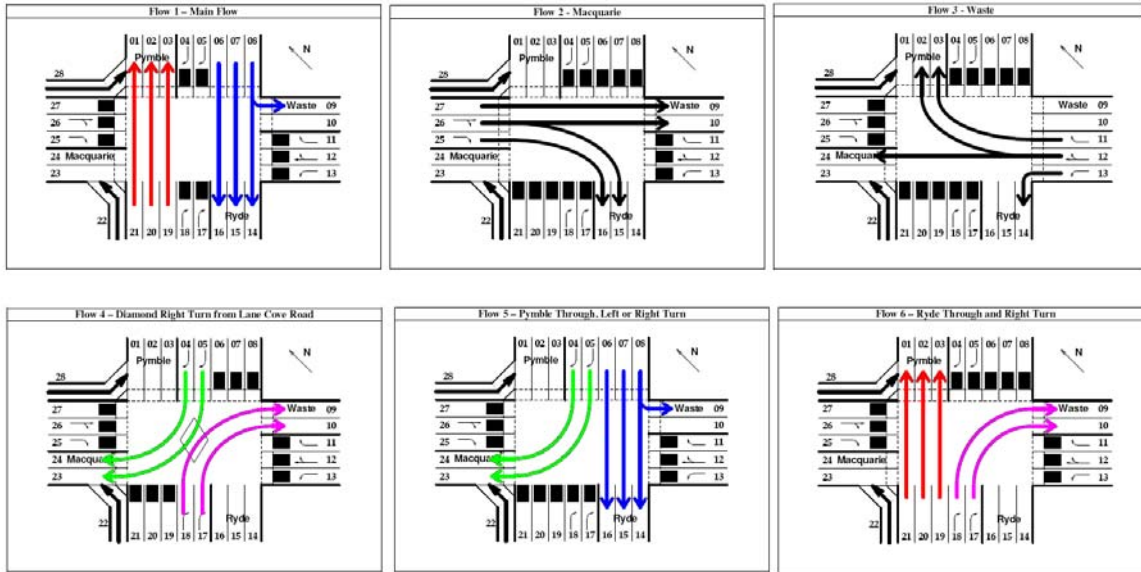 Flow 1 – Main Flow
01 02 03 04 05 06 07 08
Pymble
N
28
27
Waste 09
26
10
25
11
24 Macquarie
12
23
13
22
Ryde
21 20 19 18 17 16 15 14
Flow 2 - Macquarie
01 02 03 04 05 06 07 08
Pymble
N
28
27
Waste 09
26
10
25
11
24 Macquarie
12
23
13
22
Ryde
21 20 19 18 17 16 15 14
Flow 3 - Waste
01 02 03 04 05 06 07 08
Pymble
N
28
27
Waste 09
26
10
25
11
24 Macqua
12
23
13
22
Ryde
21 20 19 18 17 16 15 14
Flow 4 – Diamond Right Turn from Lane Cove Road
01 02 03 04 05 06 07 08
Pymble
N
28
27
Waste 09
26
10
25
11
24 Macqua
12
23
13
22
Ryde
21 20 19 18 17 16 15 14
Flow 5 – Pymble Through, Left or Right Turn
01 02 03 04 05 06 07 08
Pymble
N
28
27
Waste 09
26
10
25
11
24 Macqua
12
23
13
22
Ryde
21 20 19 18 17 16 15 14
Flow 6 – Ryde Through and Right Turn
01 02 03 04 05 06 07 08
Pymble
N
28
27
Waste 09
26
10
25
11
24 Macquarie
12
23
13
22
Ryde
21 20 19 18 17 16 15 14